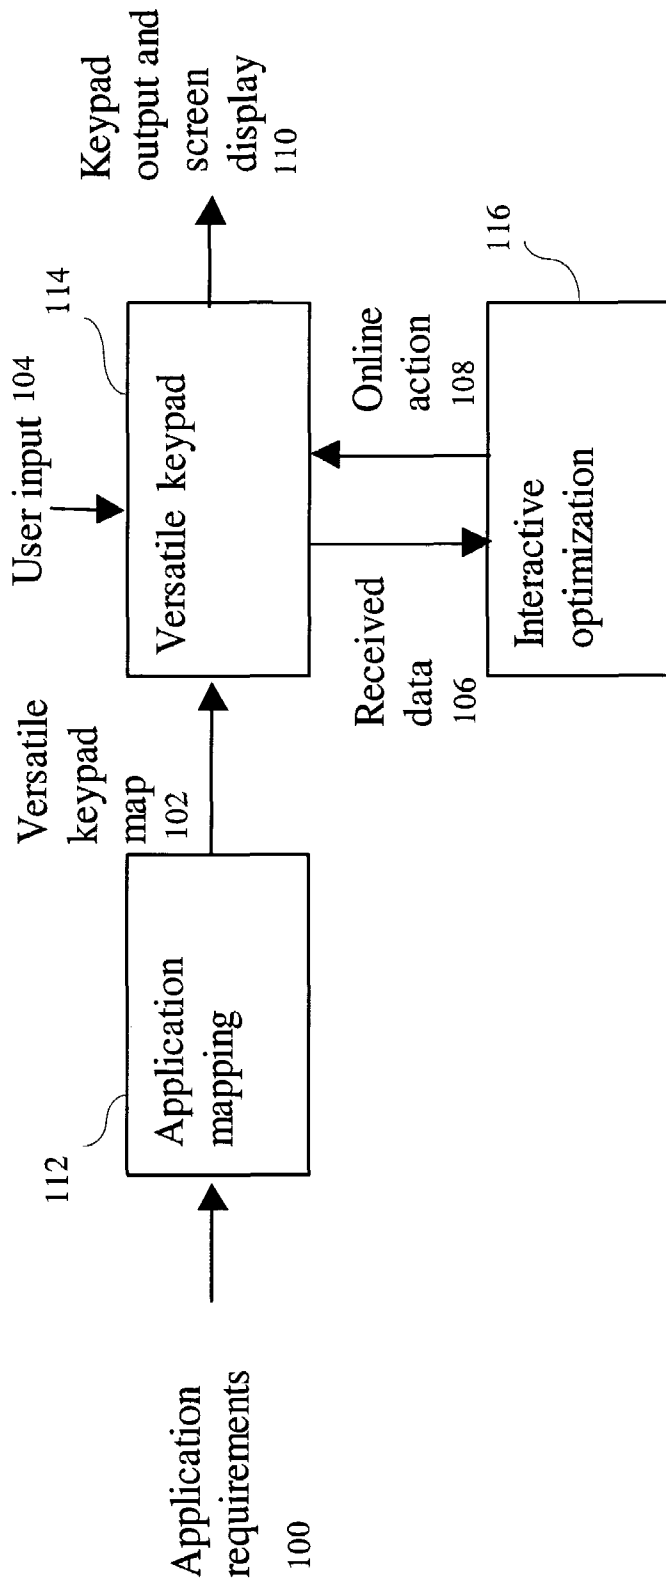 Application
requirements
100
112
Application
mapping
Versatile
keypad
map
102
User input 104
114
Versatile keypad
Keypad
output and
screen
display
110
Received
data
106
Online
action
108
116
Interactive
optimization